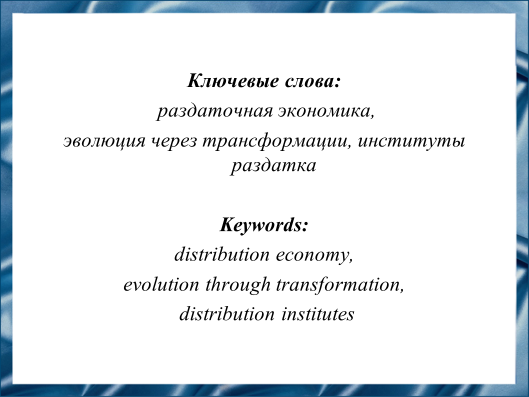 Ключевые слова:
раздаточная экономика,
эволюция через трансформации, институты
раздатка
Keywords:
distribution economy,
evolution through transformation,
distribution institutes